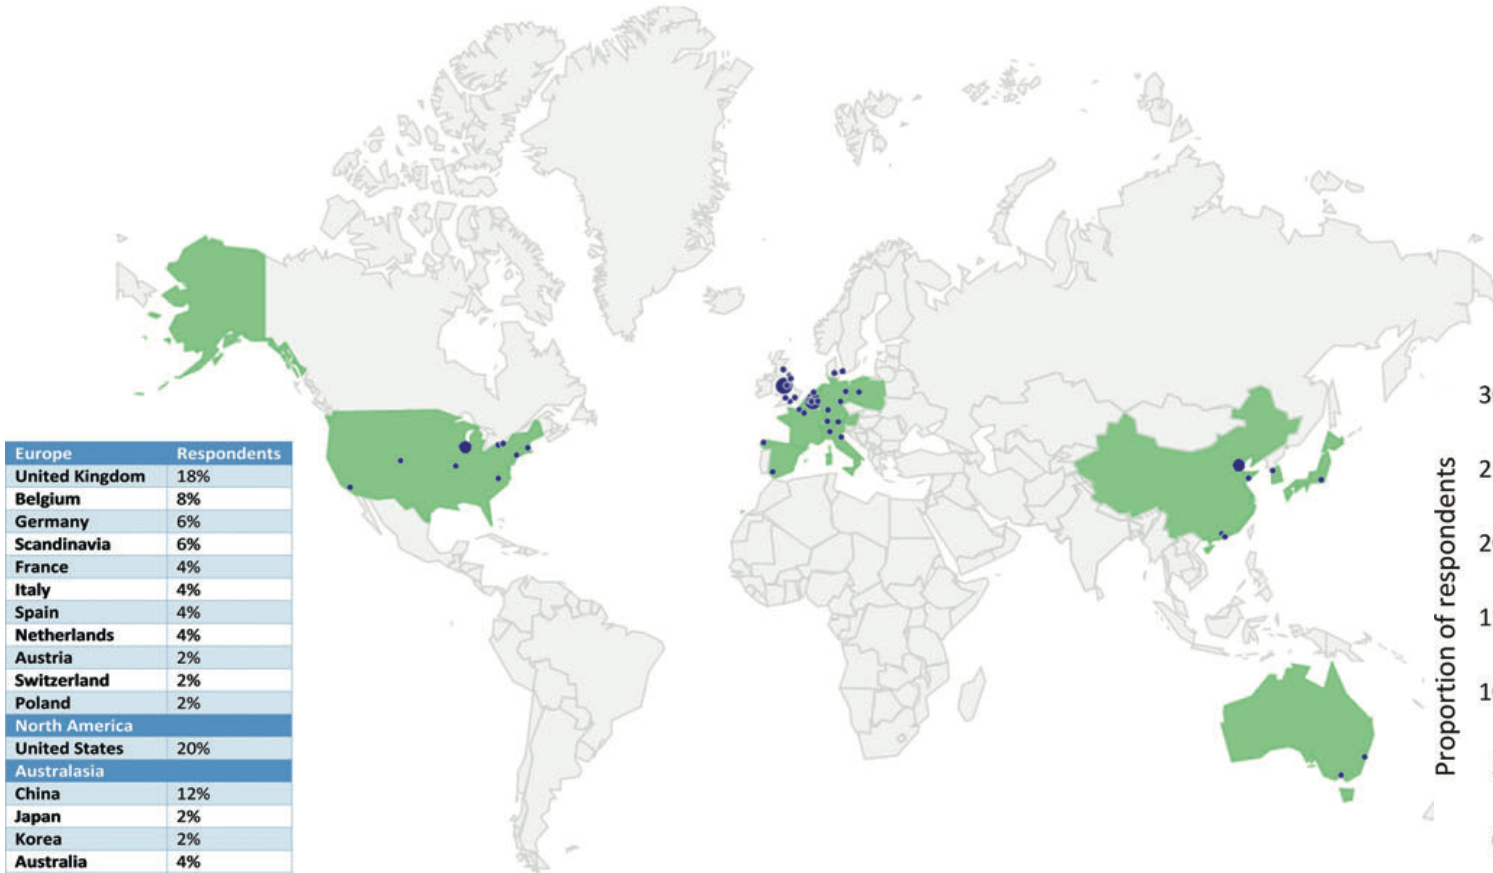 Europe Respondents
United Kingdom 18%
Belgium 8%
Germany 6%
Scandinavia 6%
France 4%
Italy 4%
Spain 4%
Netherlands 4%
Austria 2%
Switzerland 2%
Poland 2%
North America
United States 20%
Australasia
China 12%
Japan 2%
Korea 2%
Australia 4%
Proportion of respondents